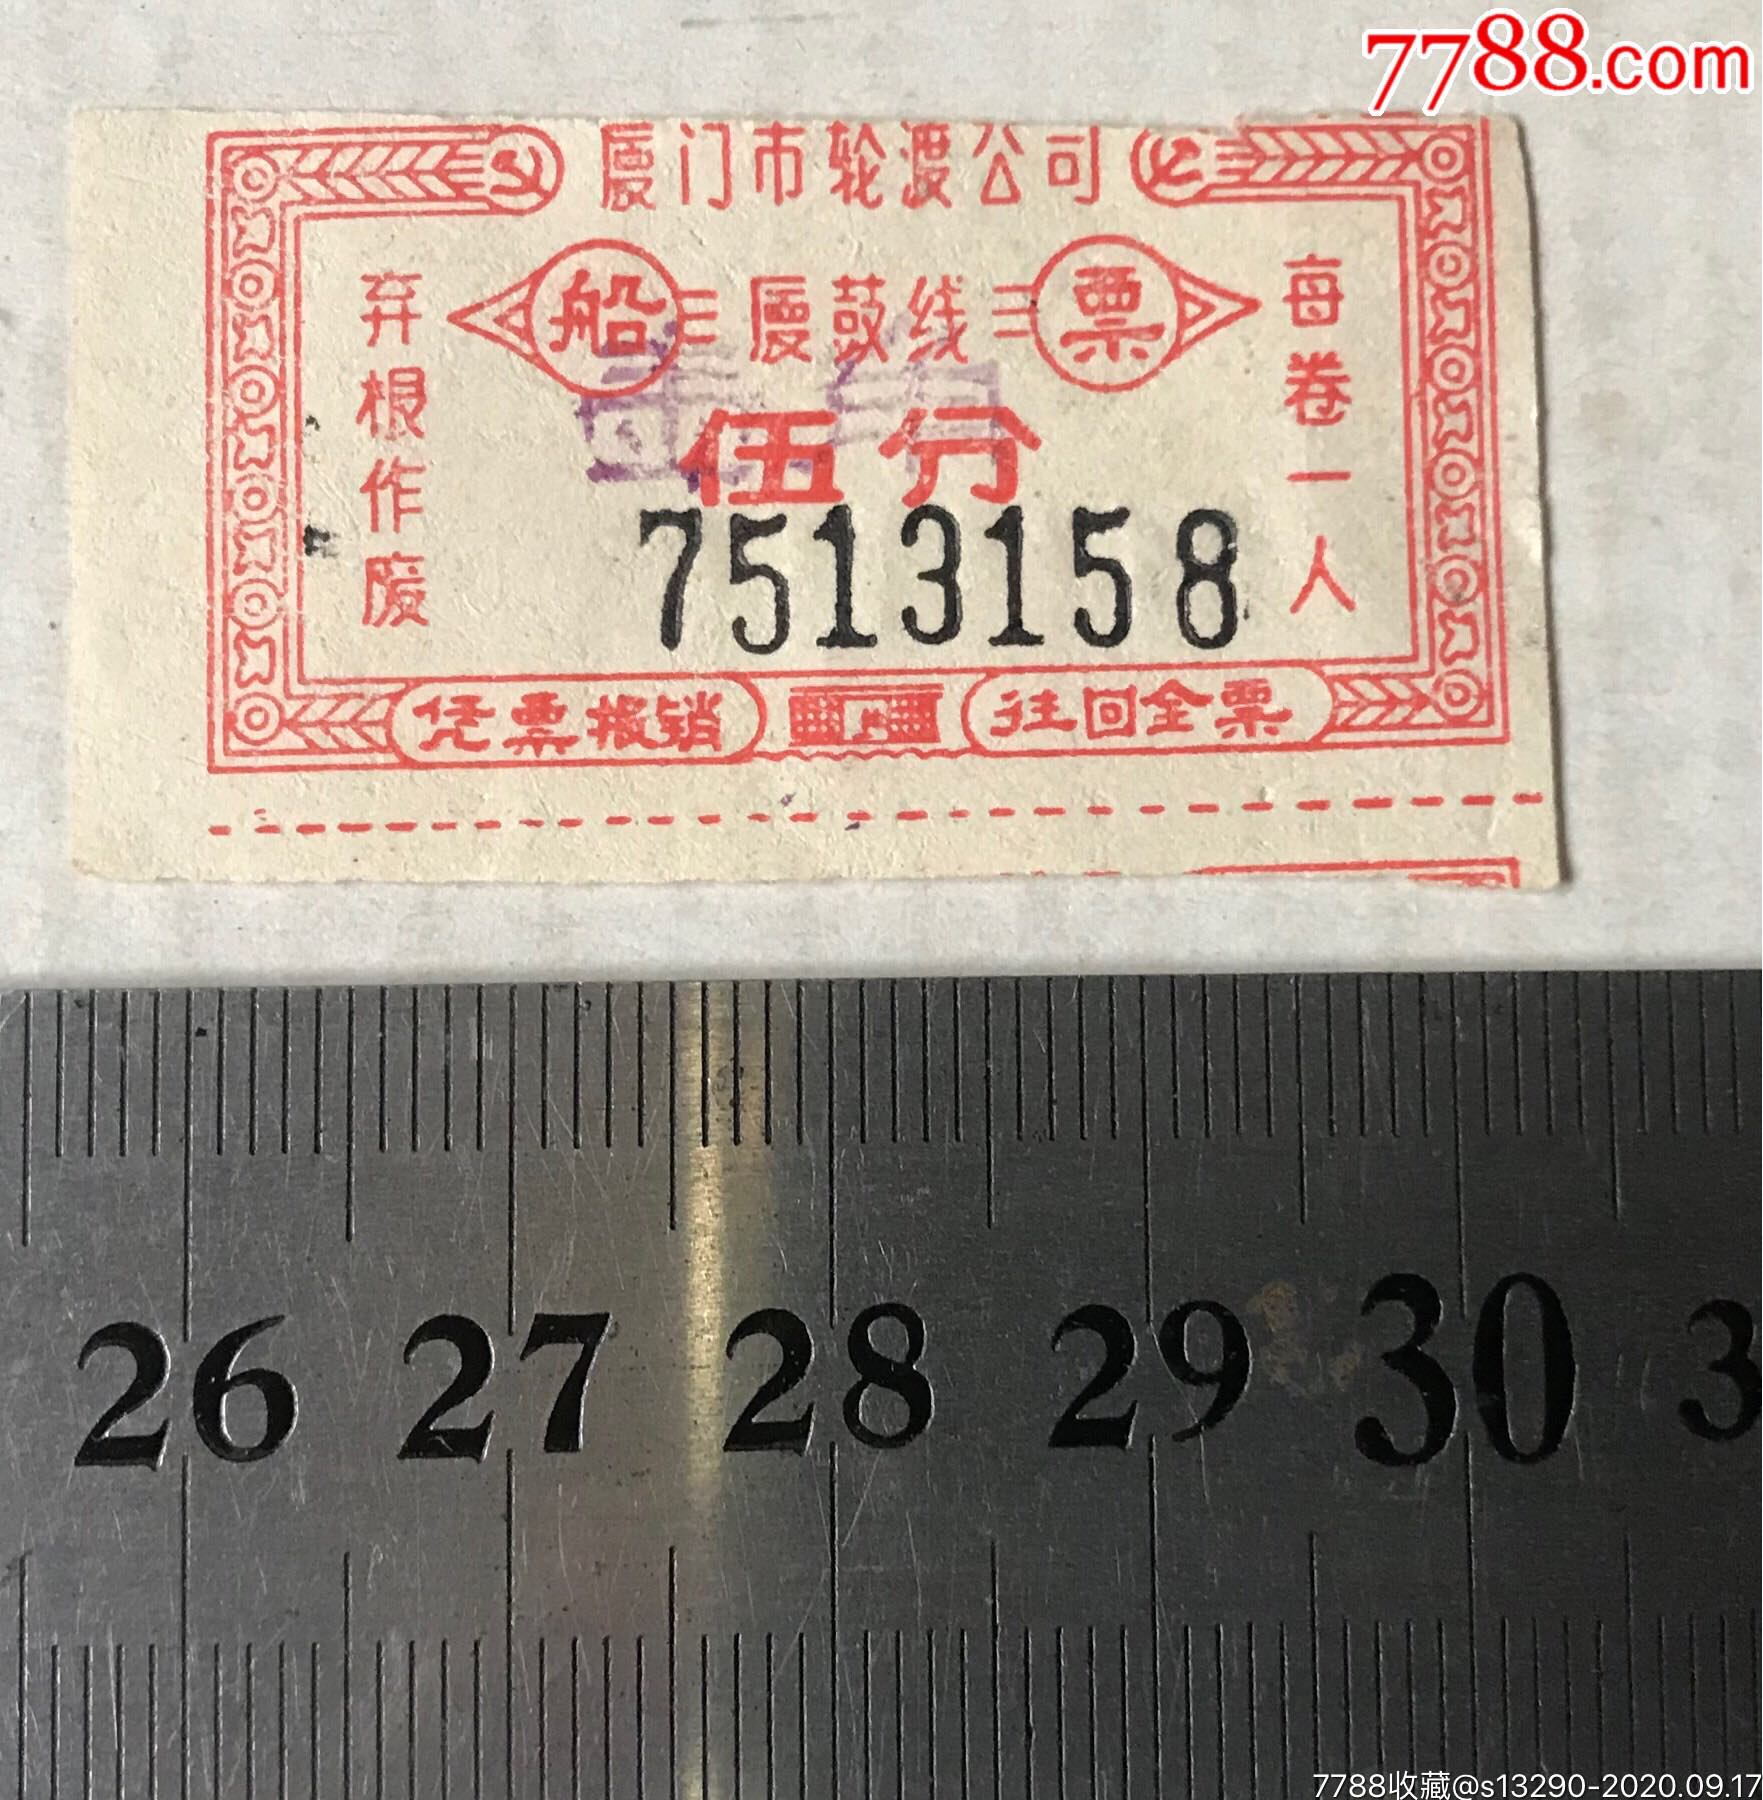 7788.com
厦门市轮渡公司
船 厦鼓线 票
伍分
7513158
弃根作废
每卷一人
凭票报销 往回全票
26 27 28 29 30 3
7788收藏@s13290-2020.09.17